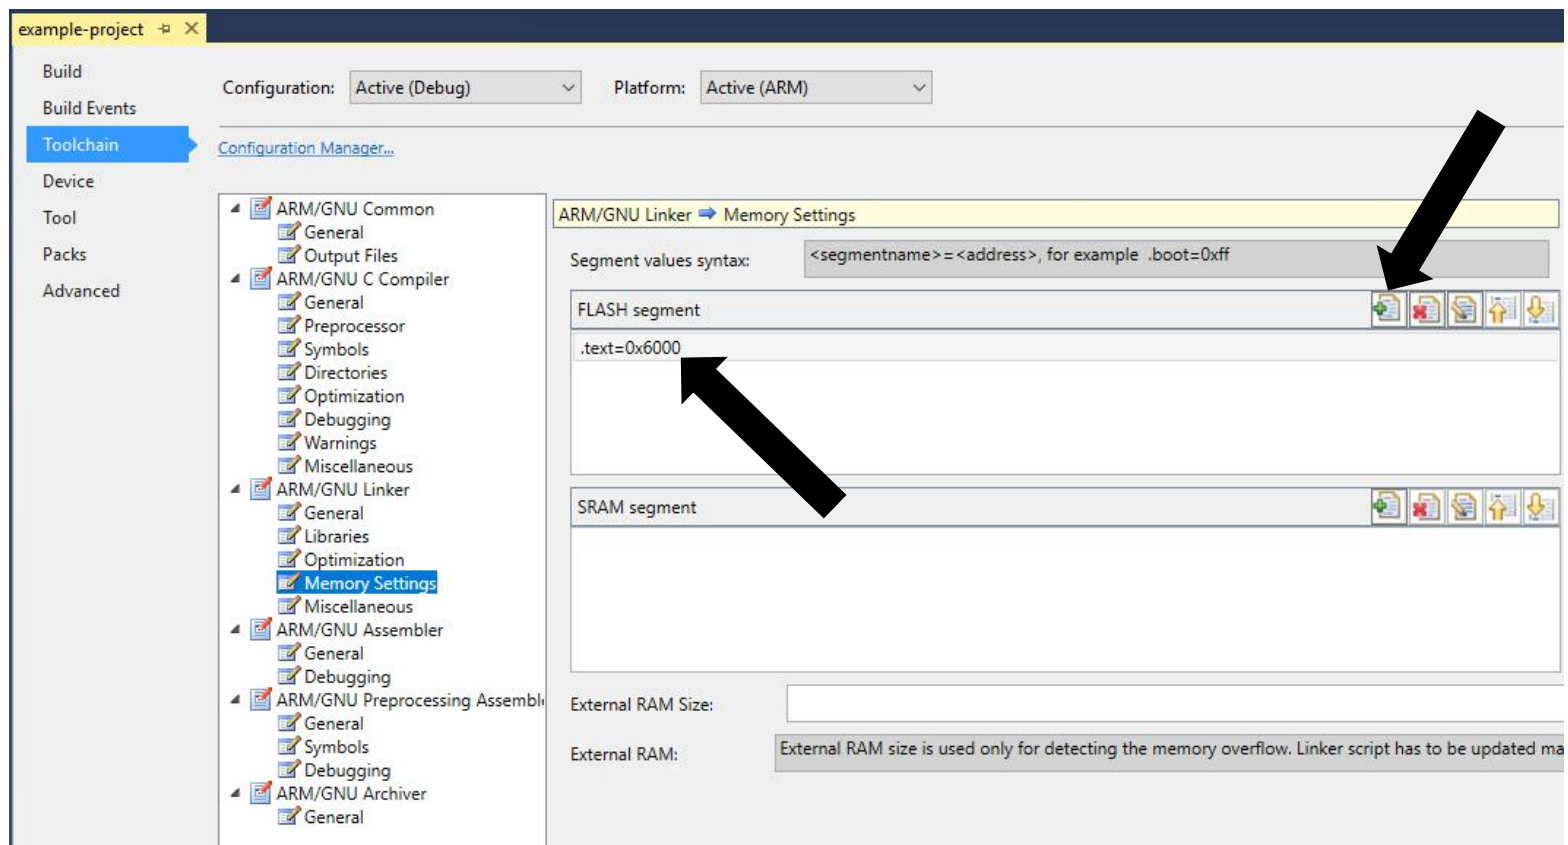 example-project
Build
Build Events
Toolchain
Device
Tool
Packs
Advanced
Configuration: Active (Debug) Platform: Active (ARM)
Configuration Manager...
ARM/GNU Common
General
Output Files
ARM/GNU C Compiler
General
Preprocessor
Symbols
Directories
Optimization
Debugging
Warnings
Miscellaneous
ARM/GNU Linker
General
Libraries
Optimization
Memory Settings
Miscellaneous
ARM/GNU Assembler
General
Debugging
ARM/GNU Preprocessing Assembl
General
Symbols
Debugging
ARM/GNU Archiver
General
ARM/GNU Linker ➡ Memory Settings
Segment values syntax: <segmentname>=<address>, for example .boot=0xff
FLASH segment
.text=0x6000
SRAM segment
External RAM Size:
External RAM: External RAM size is used only for detecting the memory overflow. Linker script has to be updated ma